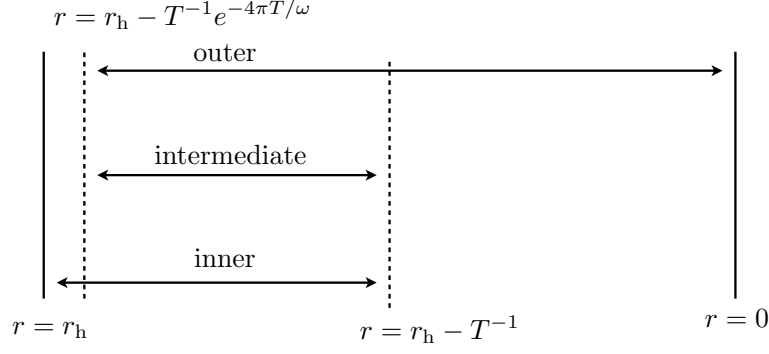 r = r_h − T^{−1}e^{−4πT/ω}
outer
intermediate
inner
r = r_h
r = r_h − T^{−1}
r = 0